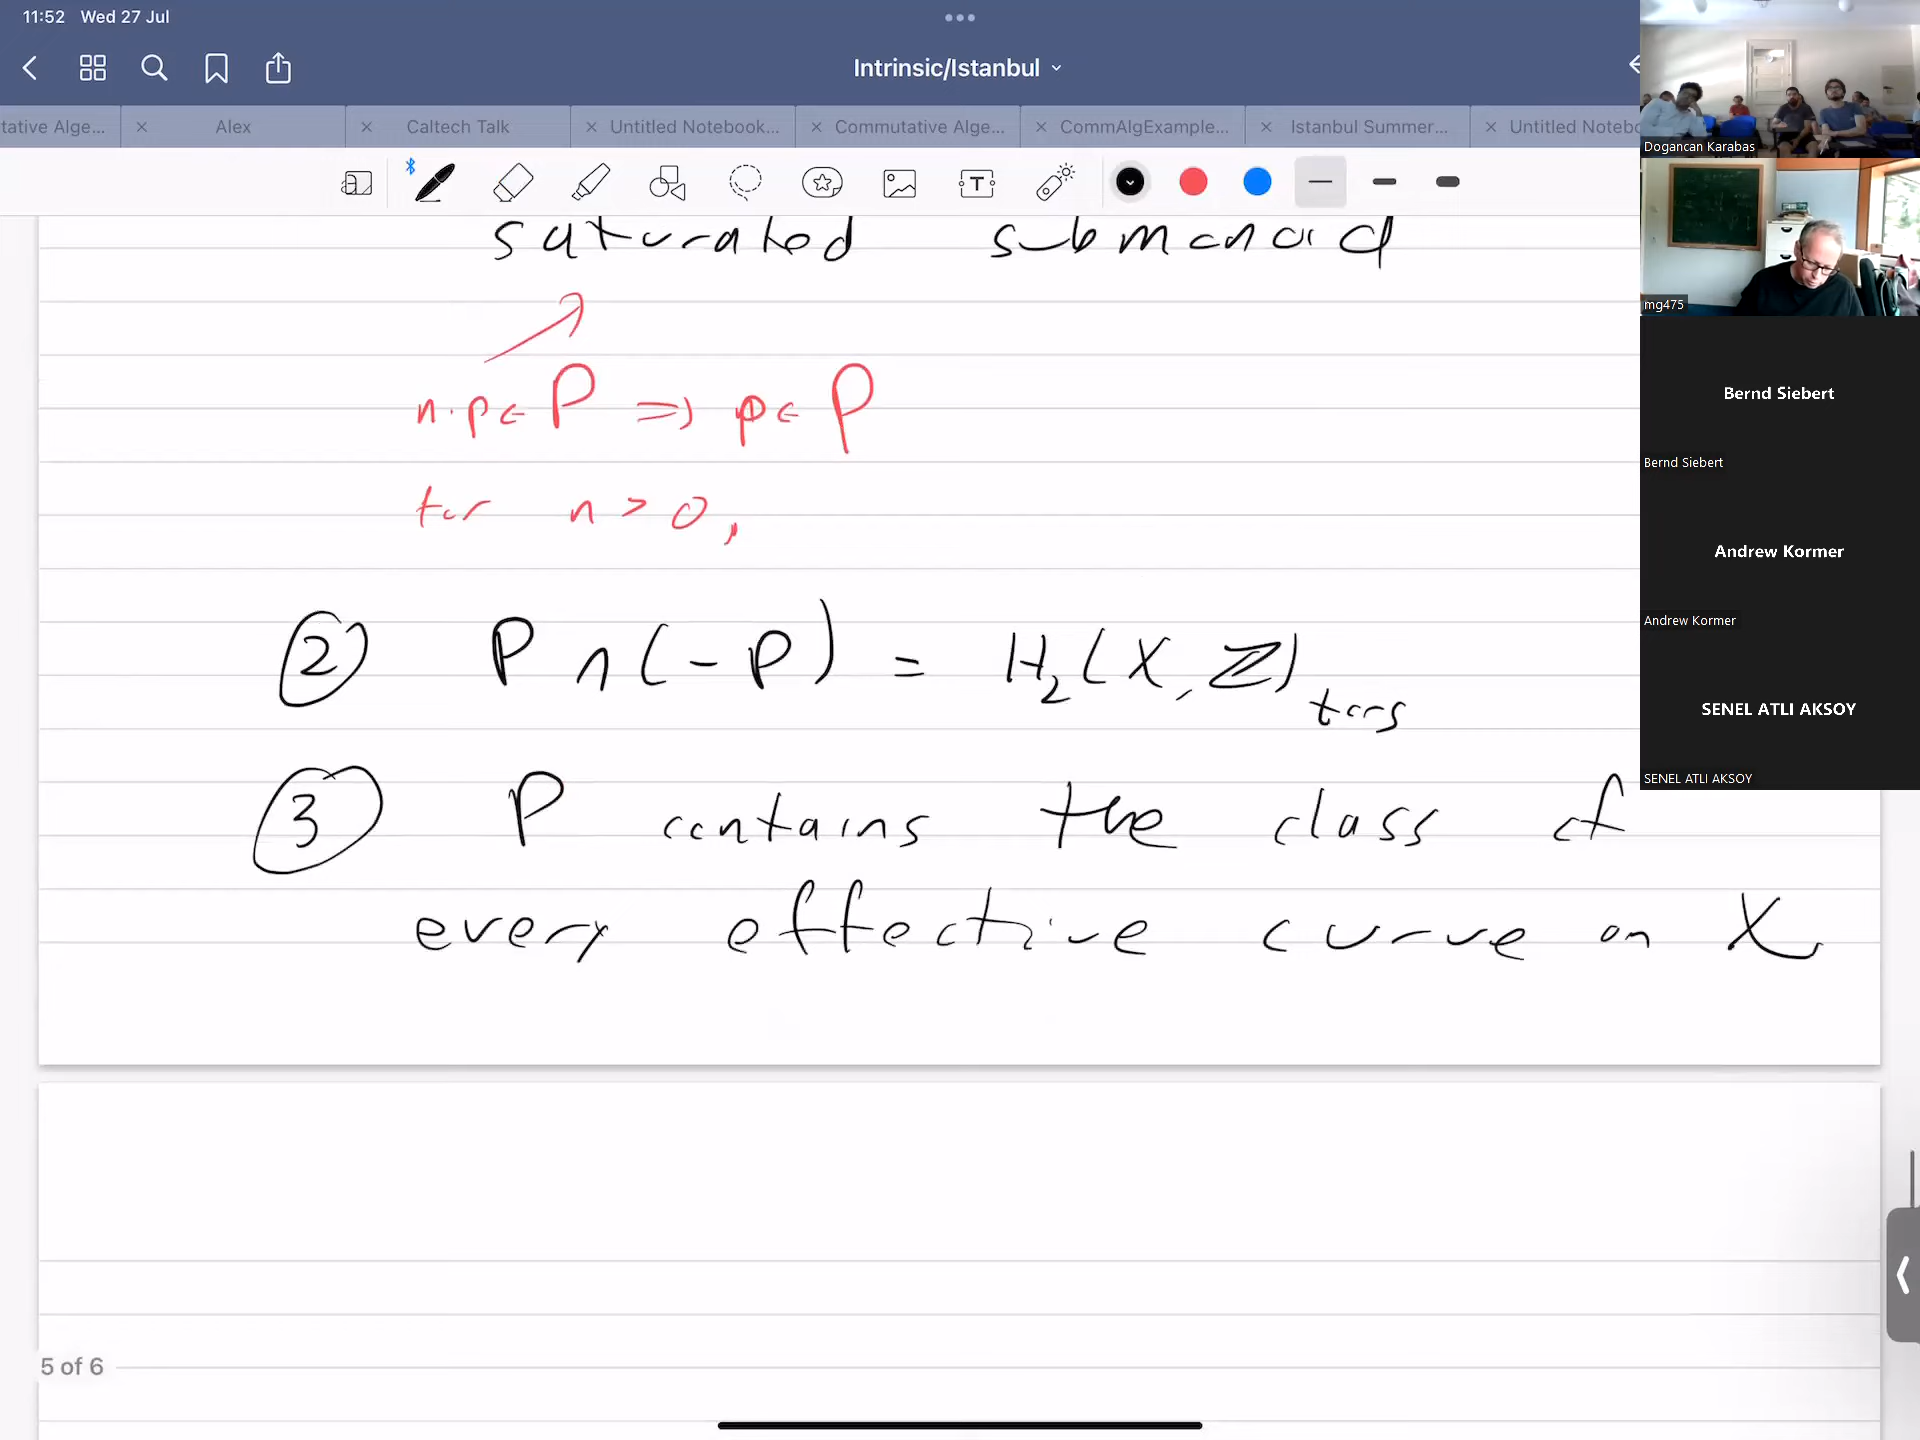 11:52 Wed 27 Jul
Intrinsic/Istanbul
tative Alge... × Alex × Caltech Talk × Untitled Notebook... × Commutative Alge... × CommAlgExample... × Istanbul Summer... × Untitled Notebo
Dogancan Karabas
mg475
Bernd Siebert
Bernd Siebert
Andrew Kormer
Andrew Kormer
SENEL ATLI AKSOY
SENEL ATLI AKSOY
saturated submonoid
n·p∈P ⇒ p∈P
for n > 0,
② P ∩ (-P) = H₂(X, ℤ)tors
③ P contains the class of
every effective curve on X.
5 of 6